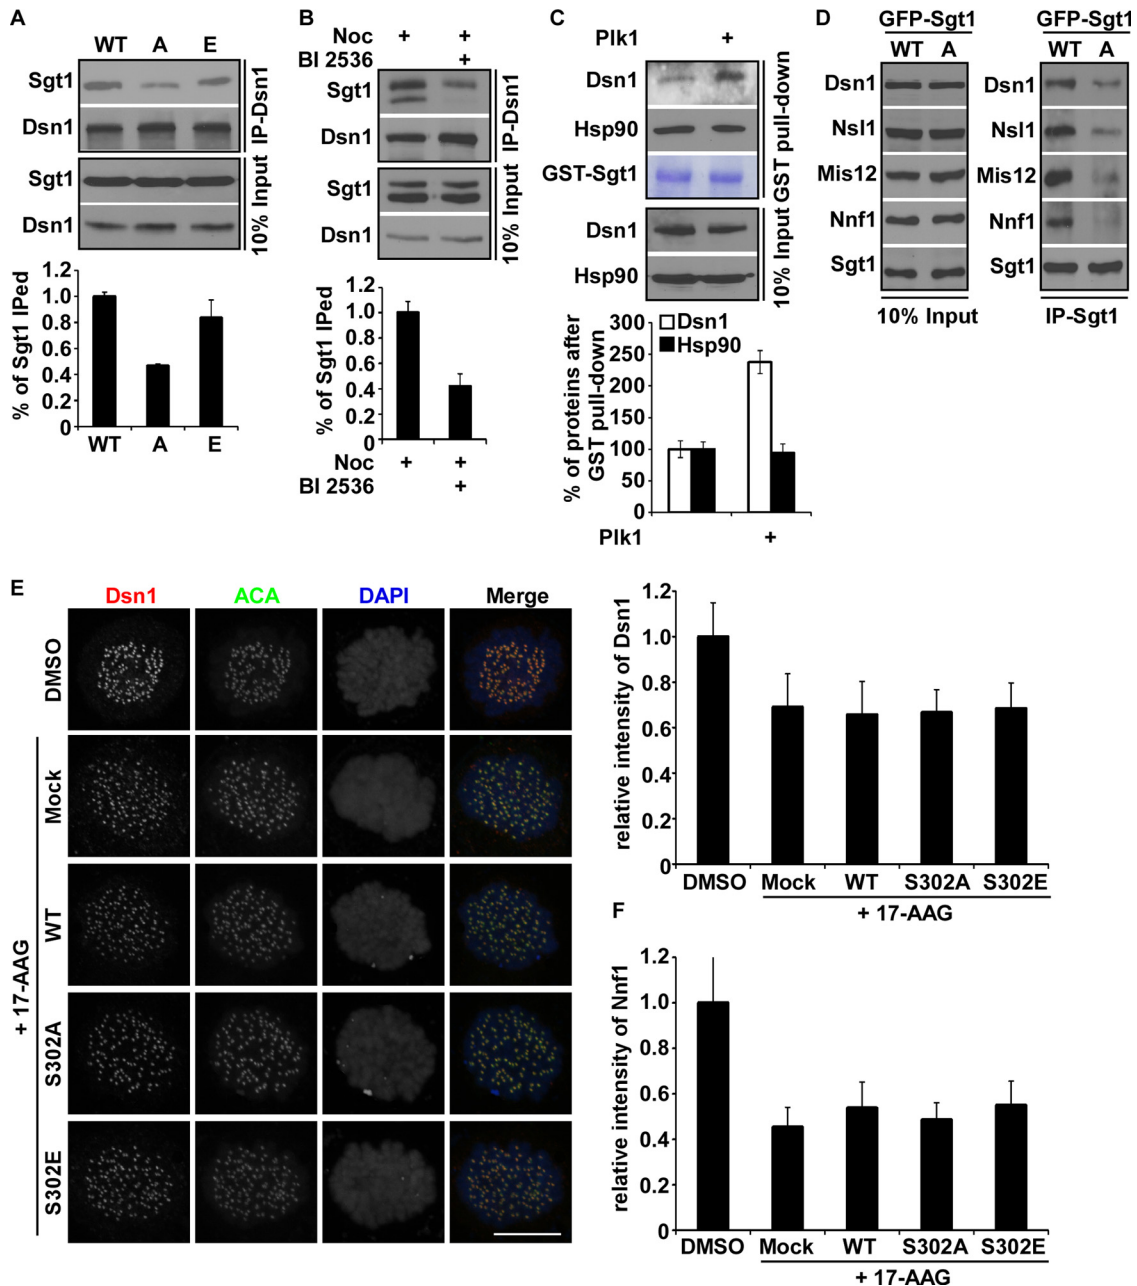 A
WT A E
Sgt1
Dsn1
IP-Dsn1
Sgt1
Dsn1
10% Input
% of Sgt1 IPed
1.2
1.0
0.8
0.6
0.4
0.2
0
WT A E
B
Noc + +
BI 2536 +
Sgt1
Dsn1
IP-Dsn1
Sgt1
Dsn1
10% Input
% of Sgt1 IPed
1.2
1.0
0.8
0.6
0.4
0.2
0
Noc + +
BI 2536 +
C
Plk1 +
Dsn1
Hsp90
GST-Sgt1
GST pull-down
Dsn1
Hsp90
10% Input
% of proteins after
GST pull-down
300
250
200
150
100
50
0
Dsn1
Hsp90
Plk1 +
D
GFP-Sgt1
WT A
Dsn1
Nsl1
Mis12
Nnf1
Sgt1
10% Input
GFP-Sgt1
WT A
Dsn1
Nsl1
Mis12
Nnf1
Sgt1
IP-Sgt1
E
Dsn1 ACA DAPI Merge
DMSO
Mock
WT
S302A
S302E
+ 17-AAG
relative intensity of Dsn1
1.2
1.0
0.8
0.6
0.4
1.2
0
DMSO Mock WT S302A S302E
+ 17-AAG
F
relative intensity of Nnf1
1.2
1.0
0.8
0.6
0.4
1.2
0
DMSO Mock WT S302A S302E
+ 17-AAG